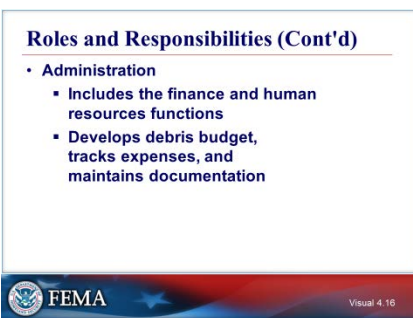 Roles and Responsibilities (Cont'd)
• Administration
▪ Includes the finance and human
resources functions
▪ Develops debris budget,
tracks expenses, and
maintains documentation
FEMA
Visual 4.16